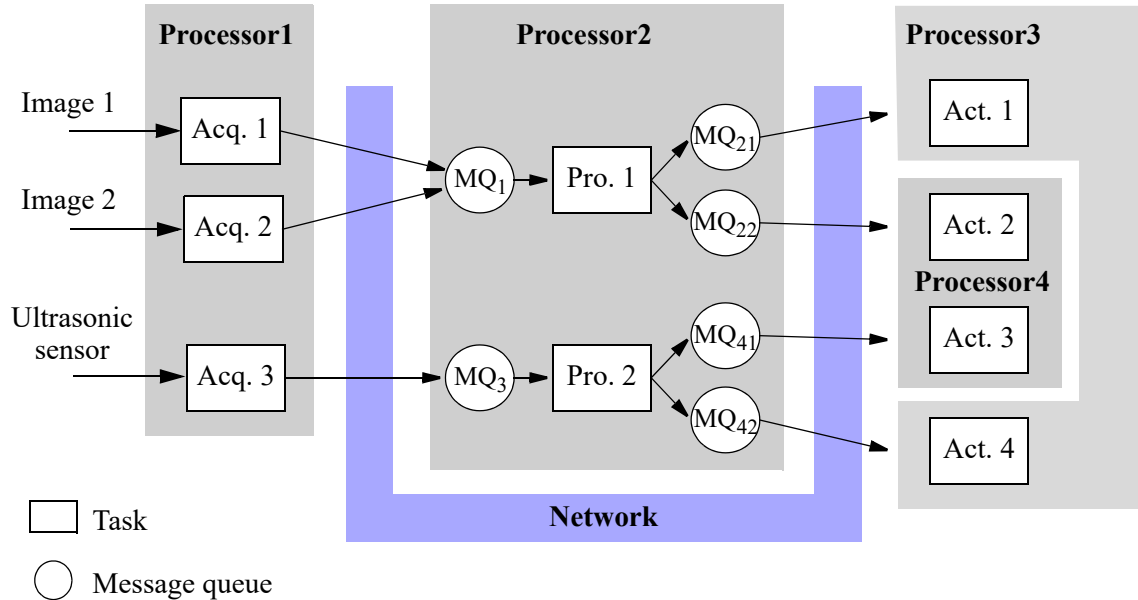 Processor1
Processor2
Processor3
Image 1
Acq. 1
Image 2
Acq. 2
Ultrasonic
sensor
Acq. 3
MQ1
Pro. 1
MQ21
MQ22
MQ3
Pro. 2
MQ41
MQ42
Act. 1
Act. 2
Processor4
Act. 3
Act. 4
Network
Task
Message queue